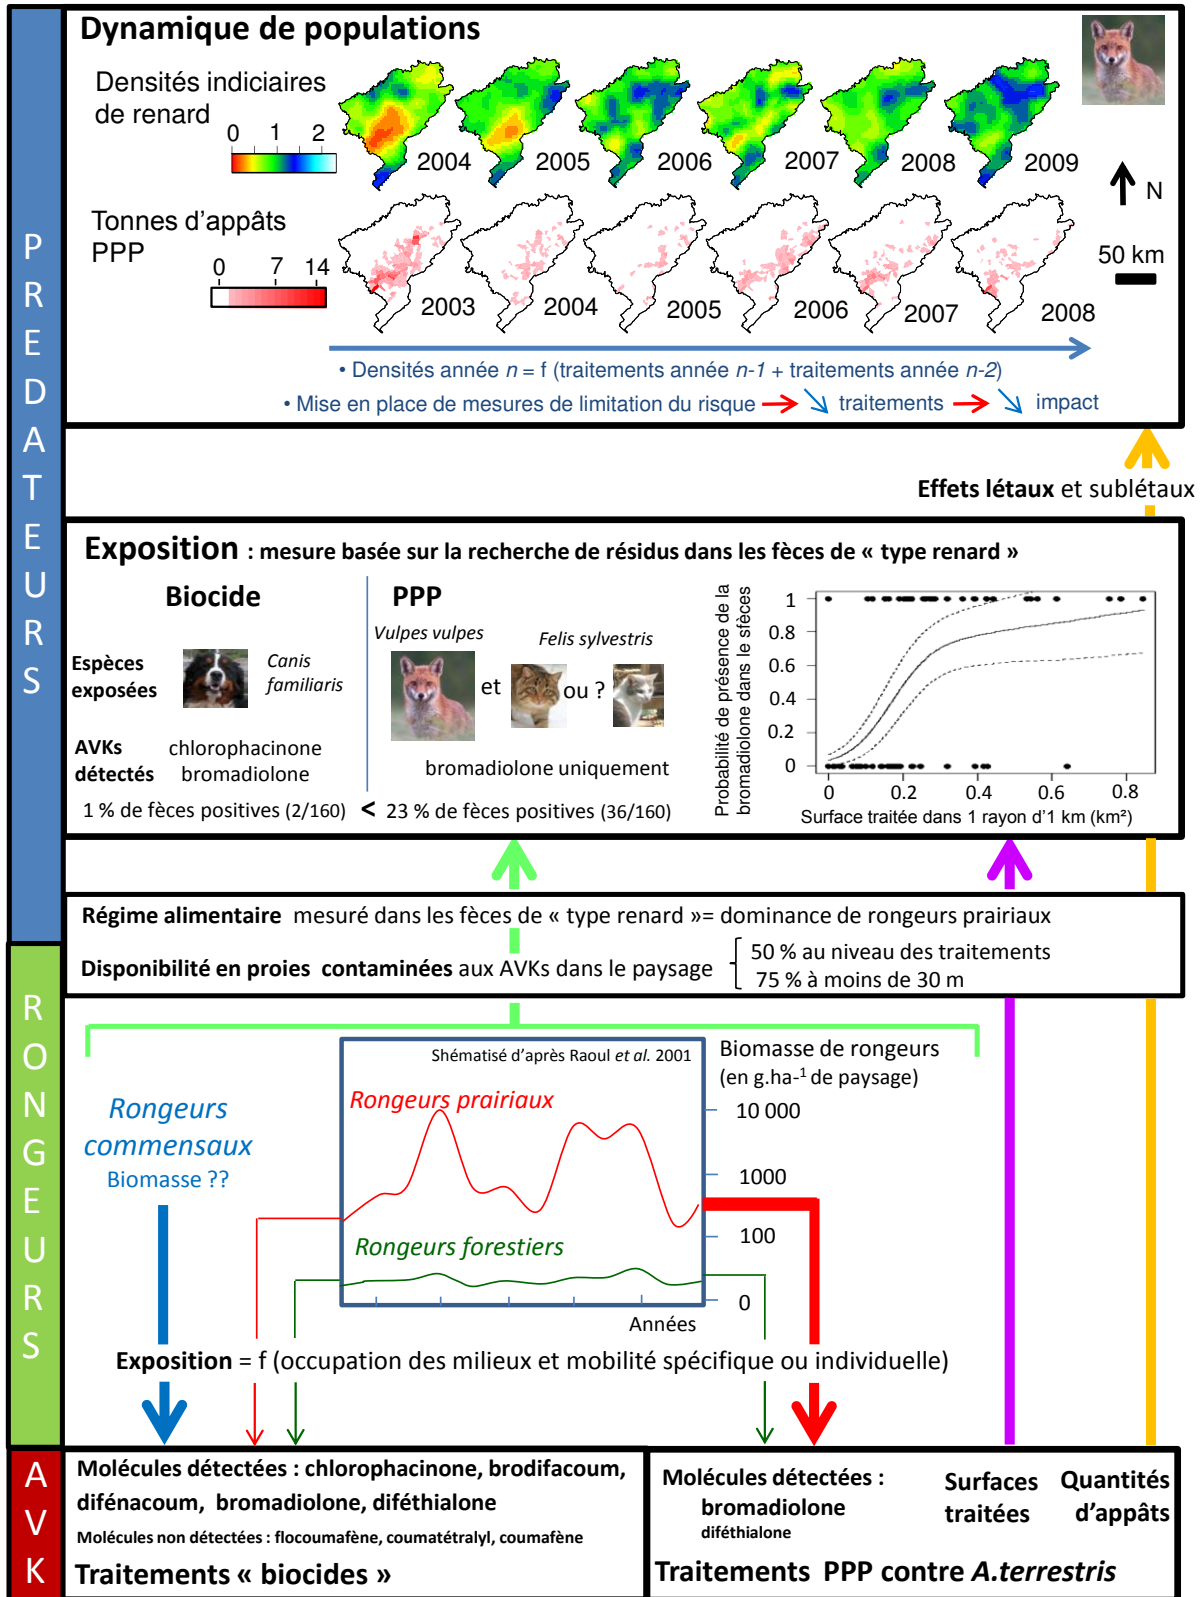 Dynamique de populations
Densités indiciaires
de renard
0 1 2
2004 2005 2006 2007 2008 2009
N
Tonnes d'appâts
PPP
0 7 14
50 km
2003 2004 2005 2006 2007 2008
• Densités année n = f (traitements année n-1 + traitements année n-2)
• Mise en place de mesures de limitation du risque → ↘ traitements → ↘ impact
PREDATEURS
Effets létaux et sublétaux
Exposition : mesure basée sur la recherche de résidus dans les fèces de « type renard »
Biocide
PPP
Vulpes vulpes
Felis sylvestris
Espèces
exposées
Canis
familiaris
et
ou ?
AVKs
détectés
chlorophacinone
bromadiolone
bromadiolone uniquement
1 % de fèces positives (2/160) < 23 % de fèces positives (36/160)
Probabilité de présence de la
bromadiolone dans le sfèces
1
0.8
0.6
0.4
0.2
0
0 0.2 0.4 0.6 0.8
Surface traitée dans 1 rayon d'1 km (km²)
Régime alimentaire mesuré dans les fèces de « type renard »= dominance de rongeurs prairiaux
Disponibilité en proies contaminées aux AVKs dans le paysage
50 % au niveau des traitements
75 % à moins de 30 m
RONGEURS
Shématisé d'après Raoul et al. 2001
Biomasse de rongeurs
(en g.ha-1 de paysage)
Rongeurs prairiaux
10 000
1000
100
0
Rongeurs
commensaux
Biomasse ??
Rongeurs forestiers
Années
Exposition = f (occupation des milieux et mobilité spécifique ou individuelle)
AVK
Molécules détectées : chlorophacinone, brodifacoum,
difénacoum, bromadiolone, diféthialone
Molécules non détectées : flocoumafène, coumatétralyl, coumafène
Traitements « biocides »
Molécules détectées :
bromadiolone
diféthialone
Surfaces
traitées
Quantités
d'appâts
Traitements PPP contre A.terrestris